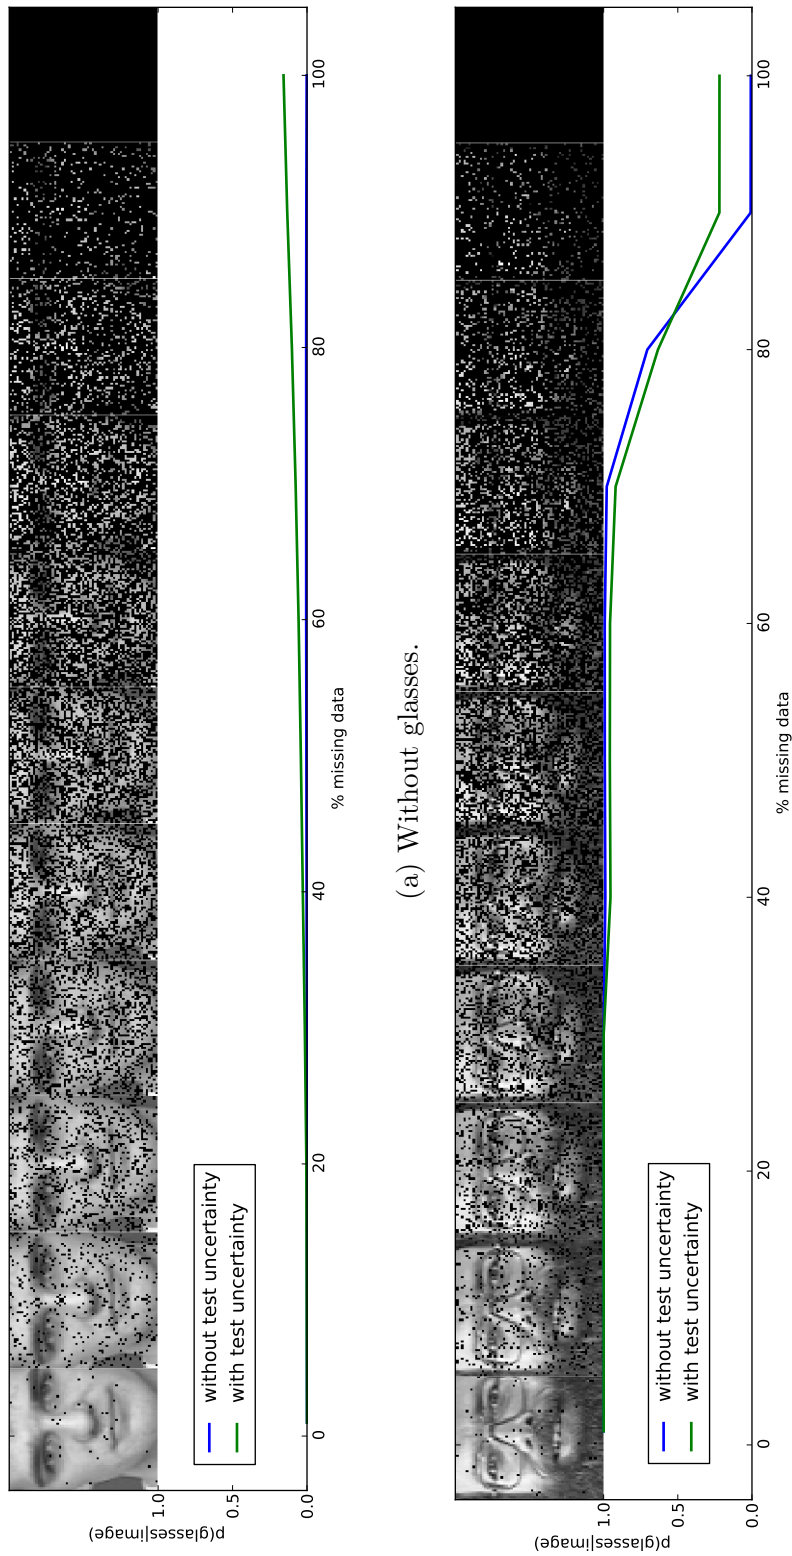 p(glasses|image)
1.0
0.5
0.0
without test uncertainty
with test uncertainty
0
20
40
60
80
100
% missing data
(a) Without glasses.
p(glasses|image)
1.0
0.5
0.0
without test uncertainty
with test uncertainty
0
20
40
60
80
100
% missing data